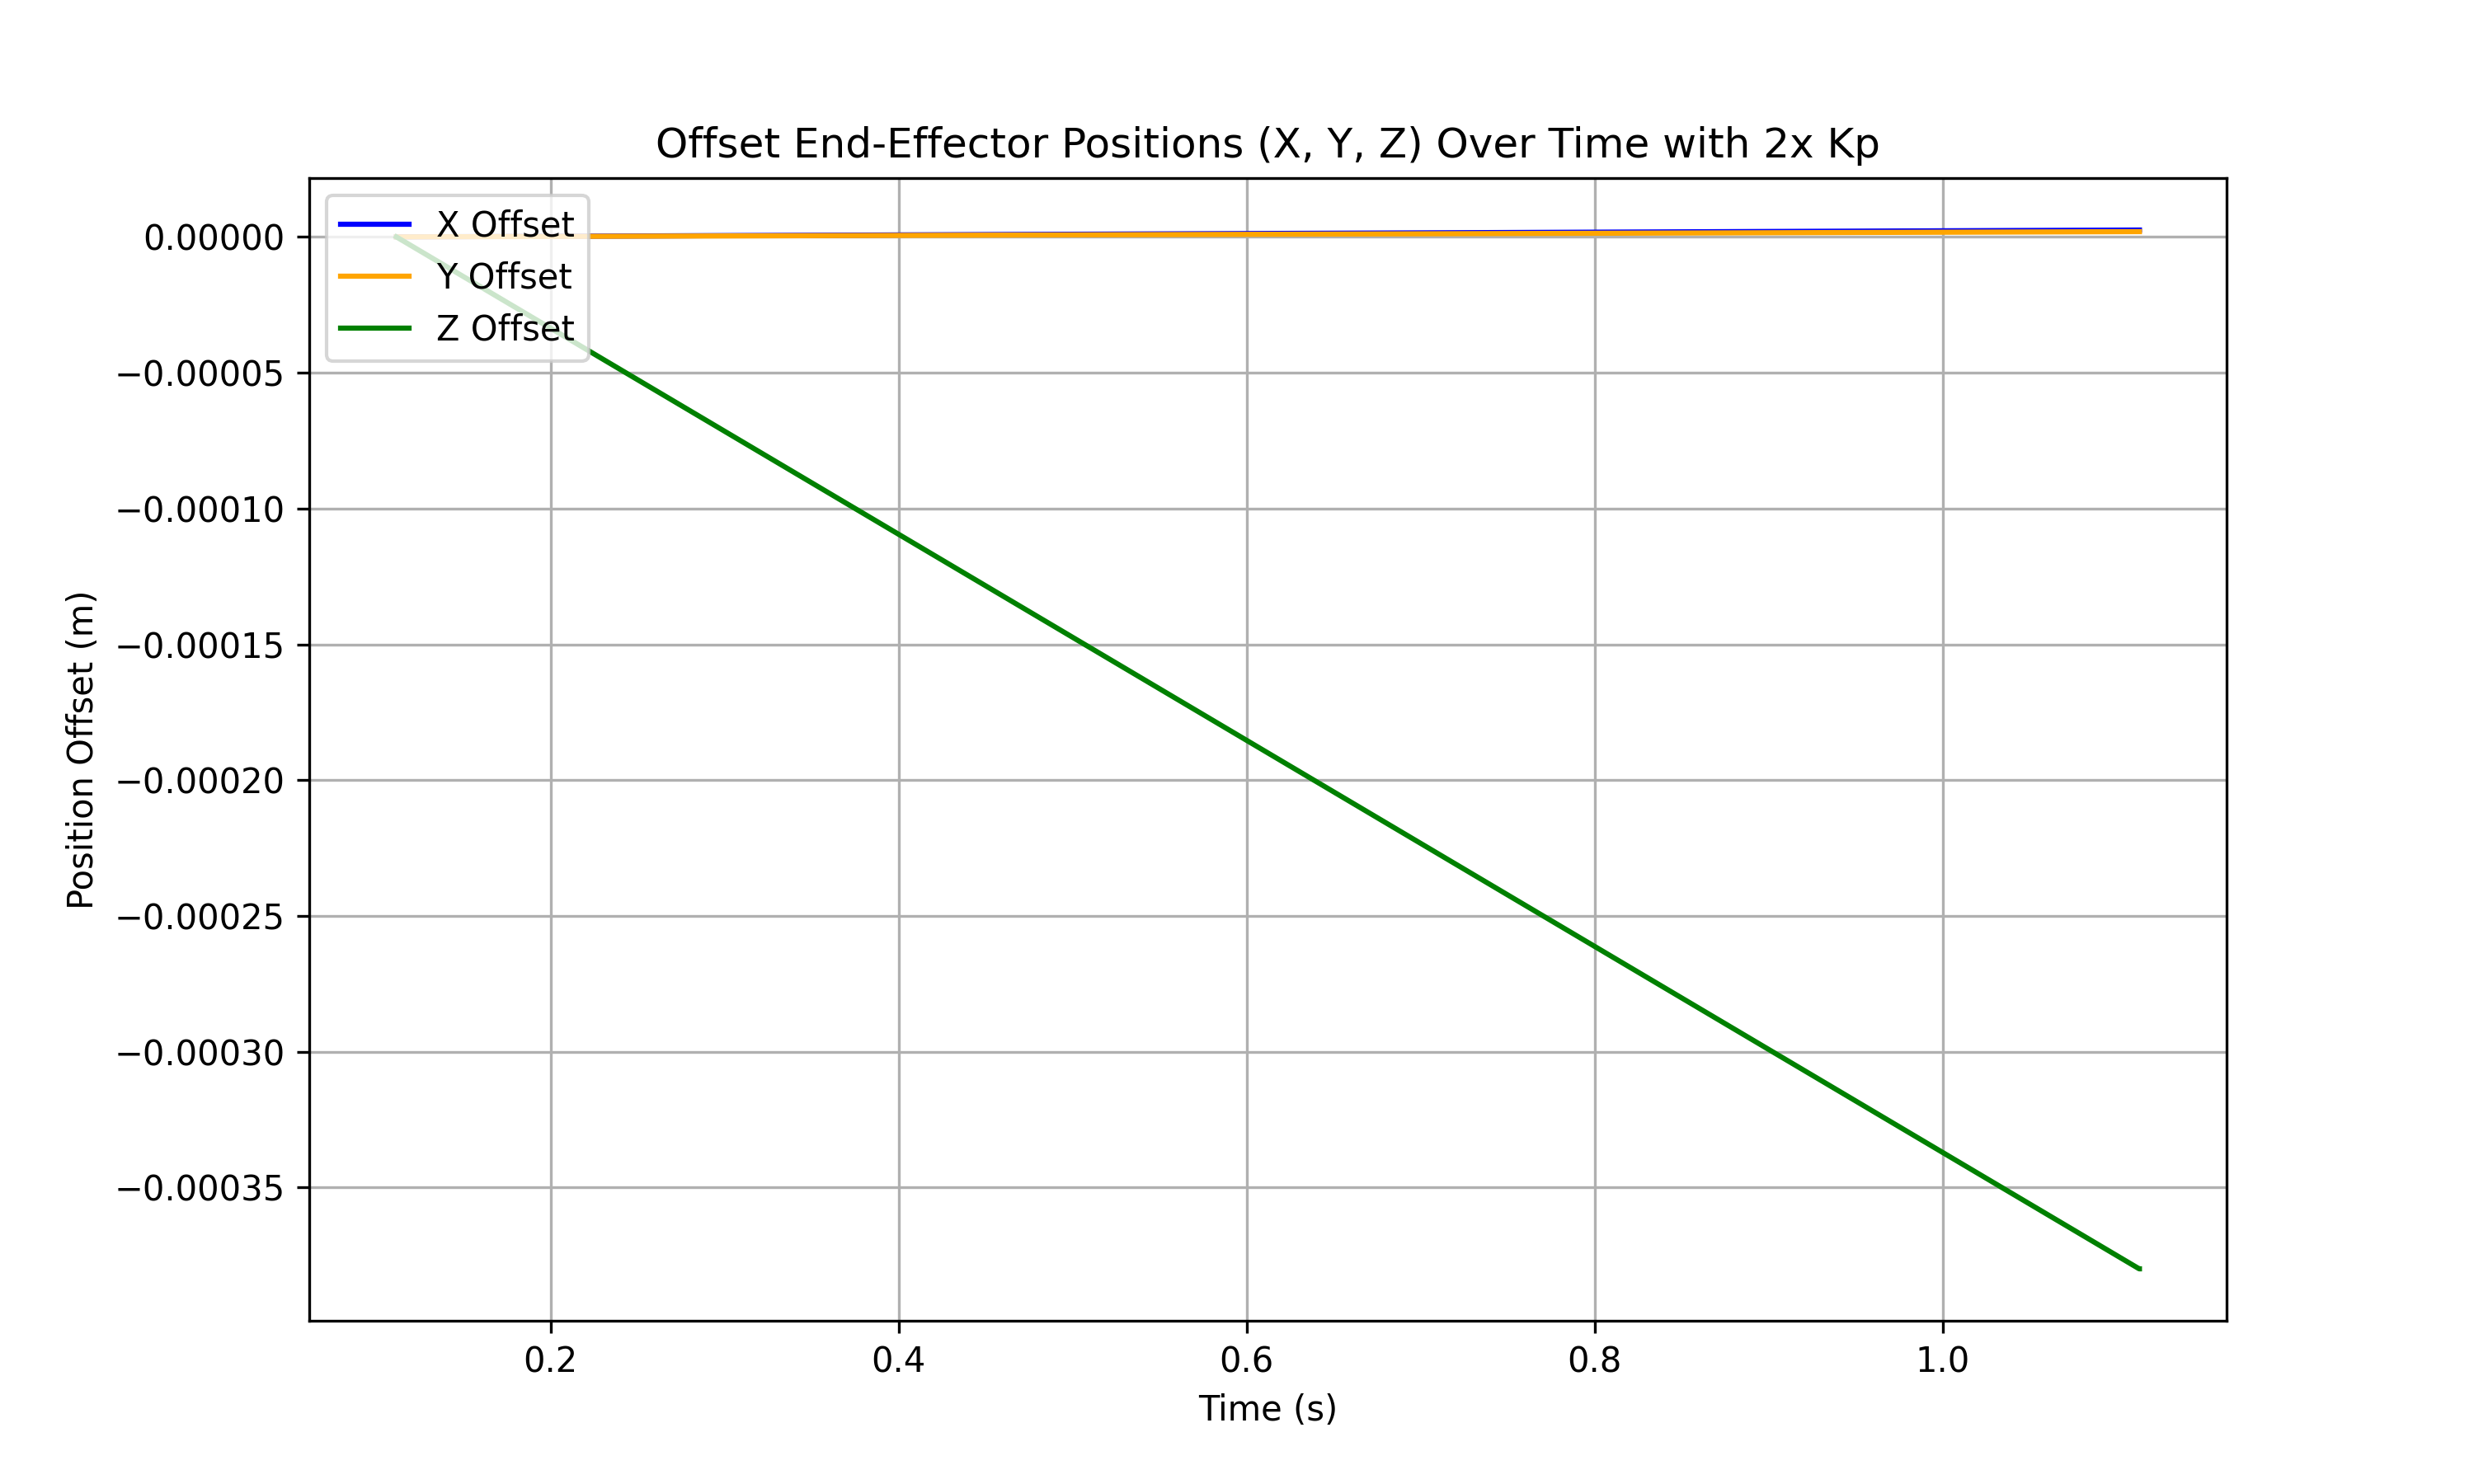 Offset End-Effector Positions (X, Y, Z) Over Time with 2x Kp
X Offset
Y Offset
Z Offset
0.00000
−0.00005
−0.00010
−0.00015
−0.00020
−0.00025
−0.00030
−0.00035
Position Offset (m)
0.2 0.4 0.6 0.8 1.0
Time (s)